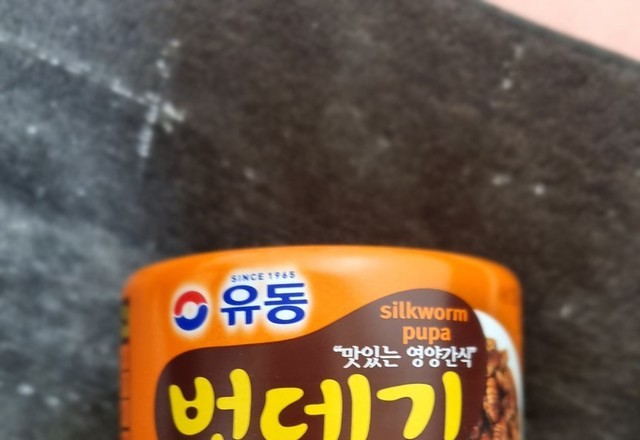 SINCE 1965
유동
silkworm
pupa
"맛있는 영양간식"
번데기